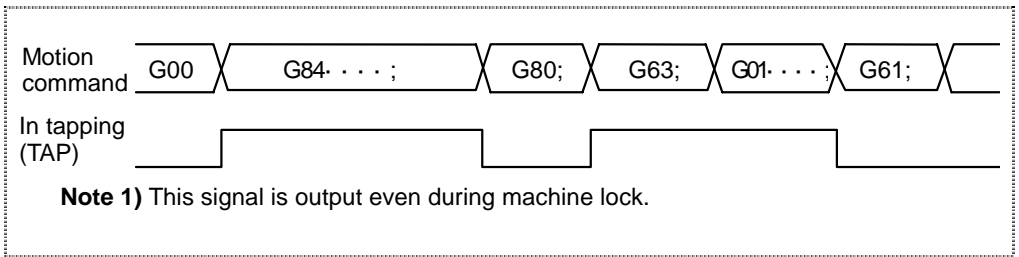 Motion
command
G00 G84· · · · ; G80; G63; G01· · · · ; G61;
In tapping
(TAP)
Note 1) This signal is output even during machine lock.